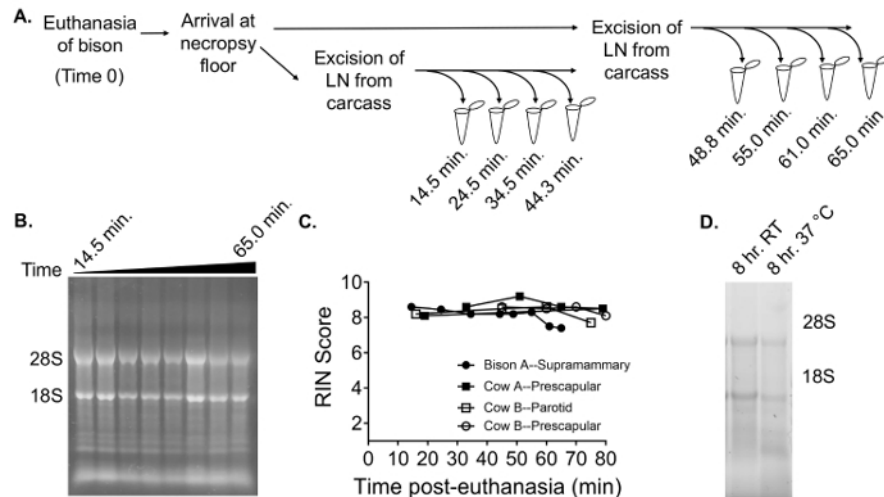 A.
Euthanasia
of bison
(Time 0)
Arrival at
necropsy
floor
Excision of
LN from
carcass
14.5 min.
24.5 min.
34.5 min.
44.3 min.
Excision of
LN from
carcass
48.8 min.
55.0 min.
61.0 min.
65.0 min.
B.
Time
14.5 min.
65.0 min.
28S
18S
C.
RIN Score
10
8
6
4
2
0 10 20 30 40 50 60 70 80
Time post-euthanasia (min)
Bison A--Supramammary
Cow A--Prescapular
Cow B--Parotid
Cow B--Prescapular
D.
8 hr. RT
8 hr. 37 °C
28S
18S